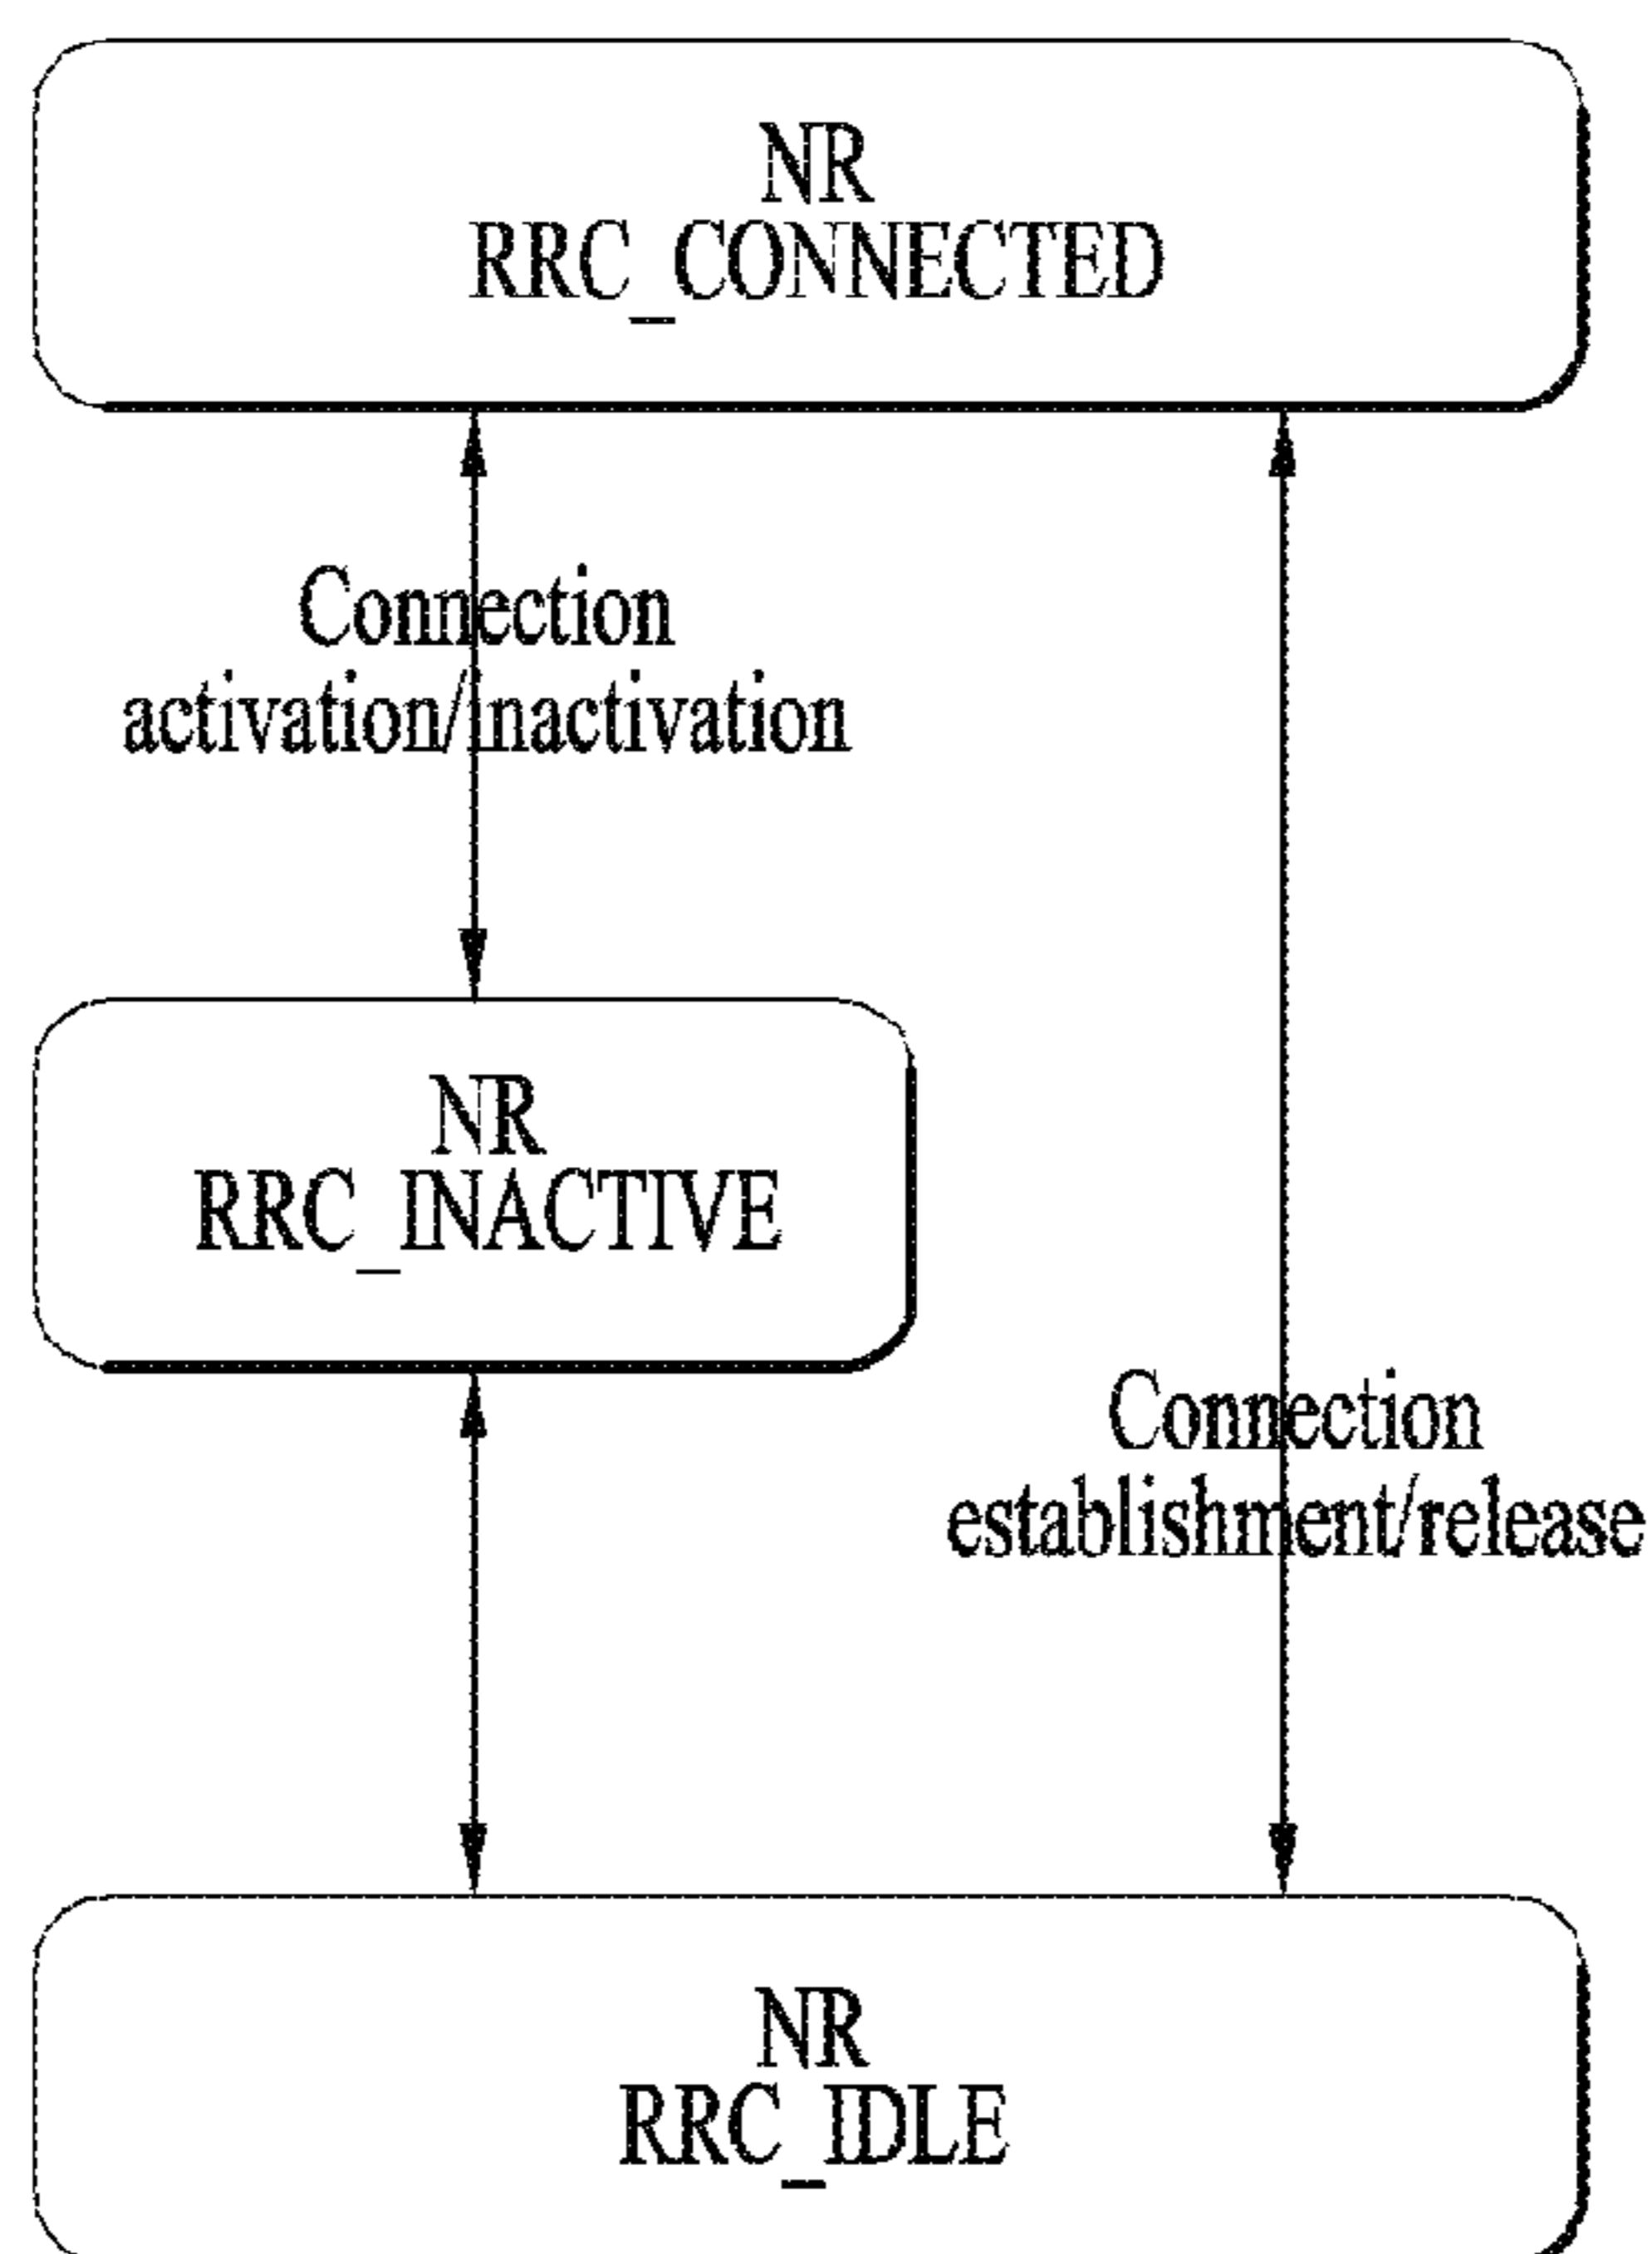 NR
RRC_CONNECTED
Connection
activation/inactivation
NR
RRC_INACTIVE
Connection
establishment/release
NR
RRC_IDLE